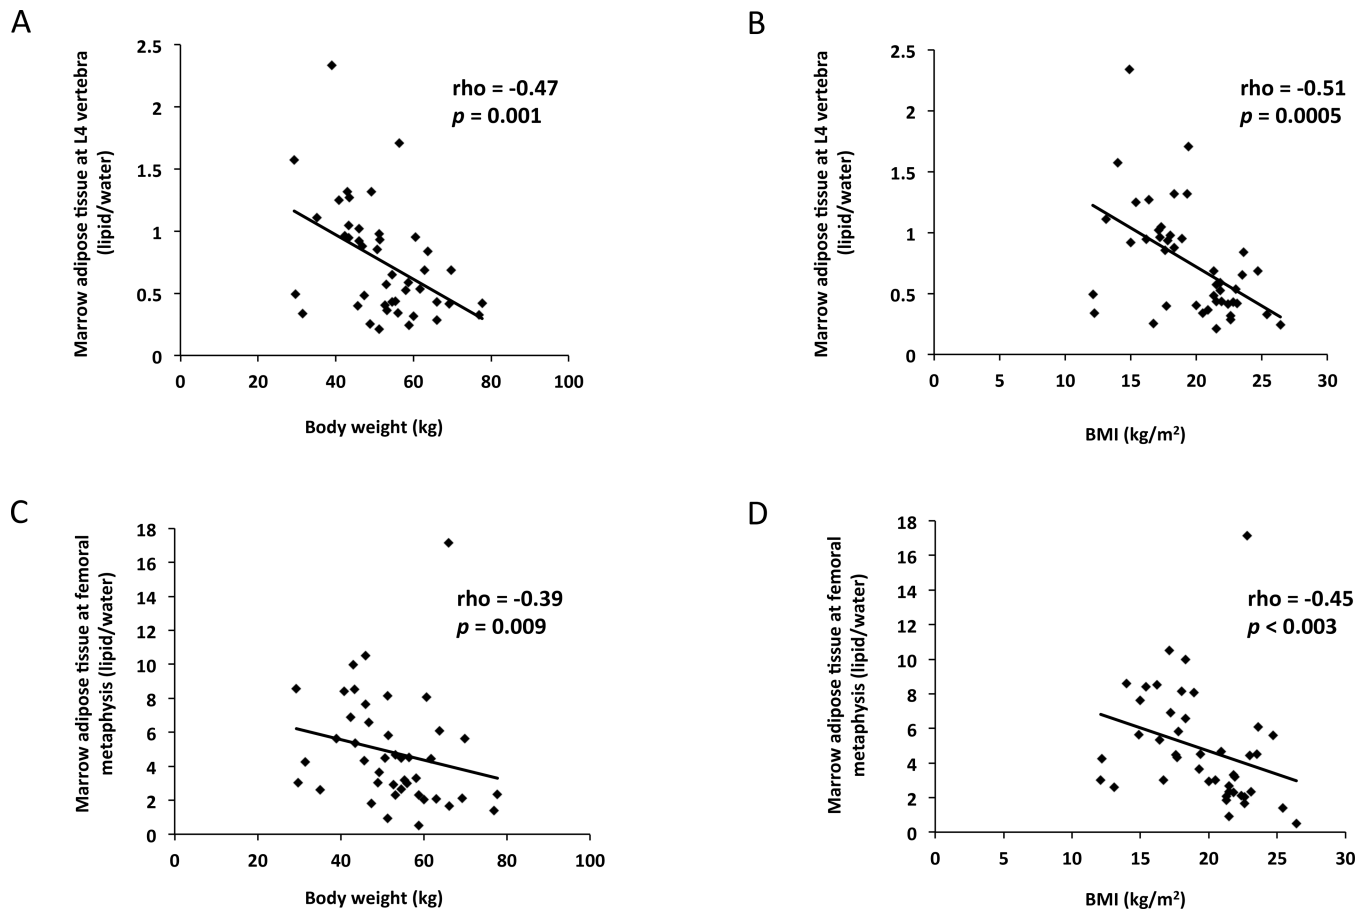 A
Marrow adipose tissue at L4 vertebra
(lipid/water)
2.5
2
1.5
1
0.5
0
rho = -0.47
p = 0.001
0 20 40 60 80 100
Body weight (kg)
B
Marrow adipose tissue at L4 vertebra
(lipid/water)
2.5
2
1.5
1
0.5
0
rho = -0.51
p = 0.0005
0 5 10 15 20 25 30
BMI (kg/m²)
C
Marrow adipose tissue at femoral
metaphysis (lipid/water)
18
16
14
12
10
8
6
4
2
0
rho = -0.39
p = 0.009
0 20 40 60 80 100
Body weight (kg)
D
Marrow adipose tissue at femoral
metaphysis (lipid/water)
18
16
14
12
10
8
6
4
2
0
rho = -0.45
p < 0.003
0 5 10 15 20 25 30
BMI (kg/m²)